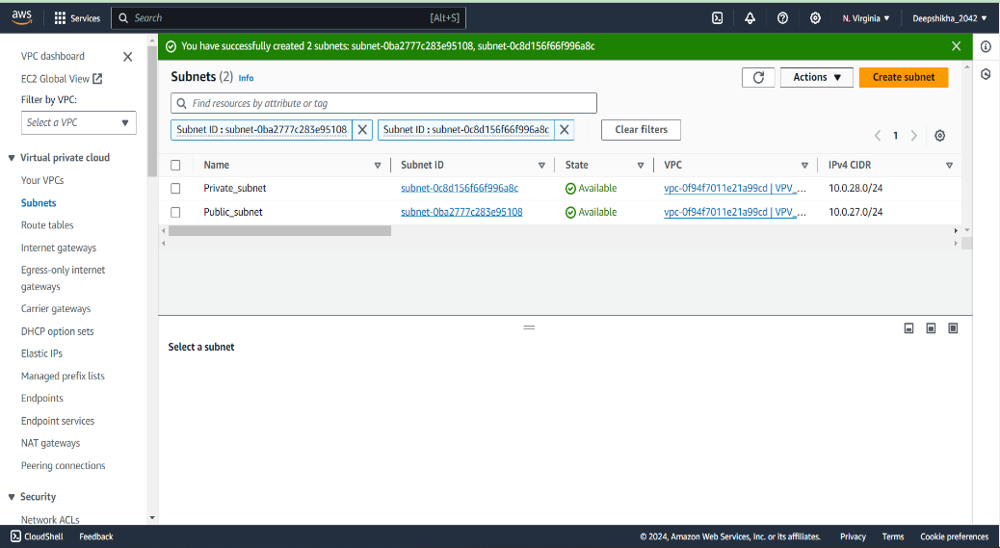 aws
Services
Search
[Alt+S]
N. Virginia
Deepshikha_2042
VPC dashboard
EC2 Global View
Filter by VPC:
Select a VPC
Virtual private cloud
Your VPCs
Subnets
Route tables
Internet gateways
Egress-only internet
gateways
Carrier gateways
DHCP option sets
Elastic IPs
Managed prefix lists
Endpoints
Endpoint services
NAT gateways
Peering connections
Security
Network ACLs
You have successfully created 2 subnets: subnet-0ba2777c283e95108, subnet-0c8d156f66f996a8c
Subnets (2) Info
Actions
Create subnet
Find resources by attribute or tag
Subnet ID : subnet-0ba2777c283e95108
Subnet ID : subnet-0c8d156f66f996a8c
Clear filters
1
Name Subnet ID State VPC IPv4 CIDR
Private_subnet subnet-0c8d156f66f996a8c Available vpc-0f94f7011e21a99cd | VPV_... 10.0.28.0/24
Public_subnet subnet-0ba2777c283e95108 Available vpc-0f94f7011e21a99cd | VPV_... 10.0.27.0/24
Select a subnet
CloudShell Feedback
© 2024, Amazon Web Services, Inc. or its affiliates. Privacy Terms Cookie preferences